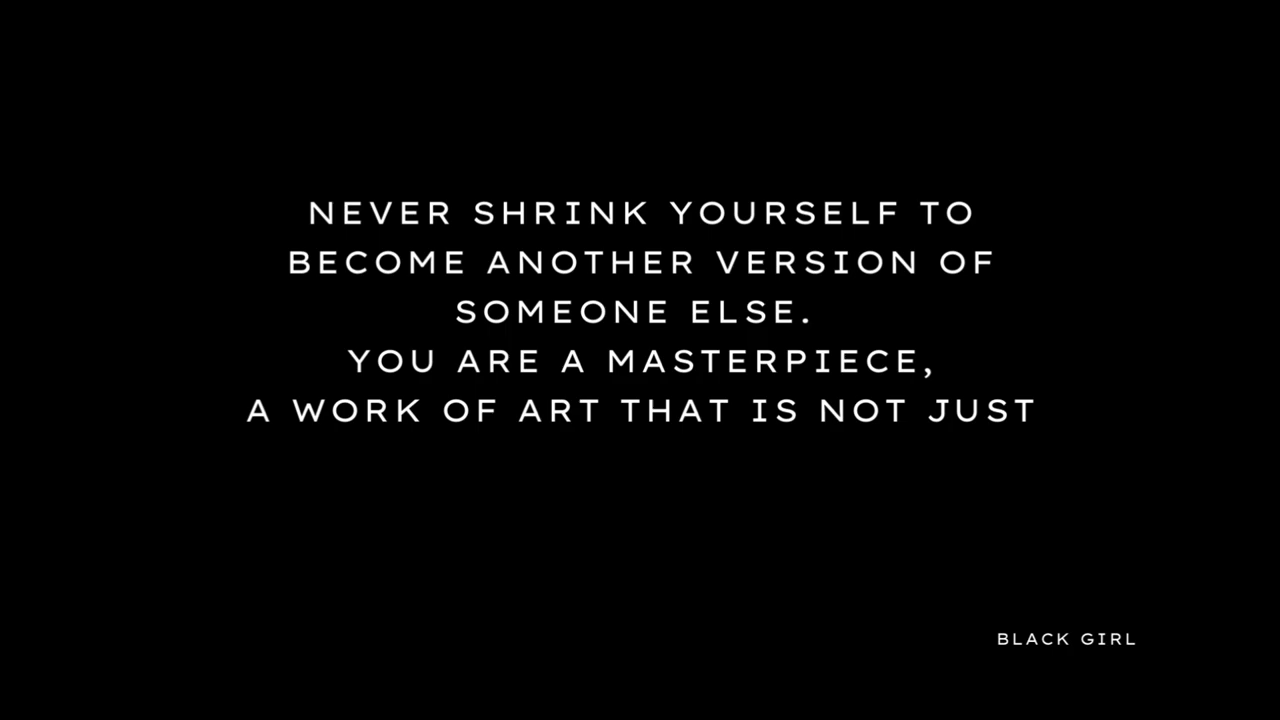 NEVER SHRINK YOURSELF TO
BECOME ANOTHER VERSION OF
SOMEONE ELSE.
YOU ARE A MASTERPIECE,
A WORK OF ART THAT IS NOT JUST
BLACK GIRL